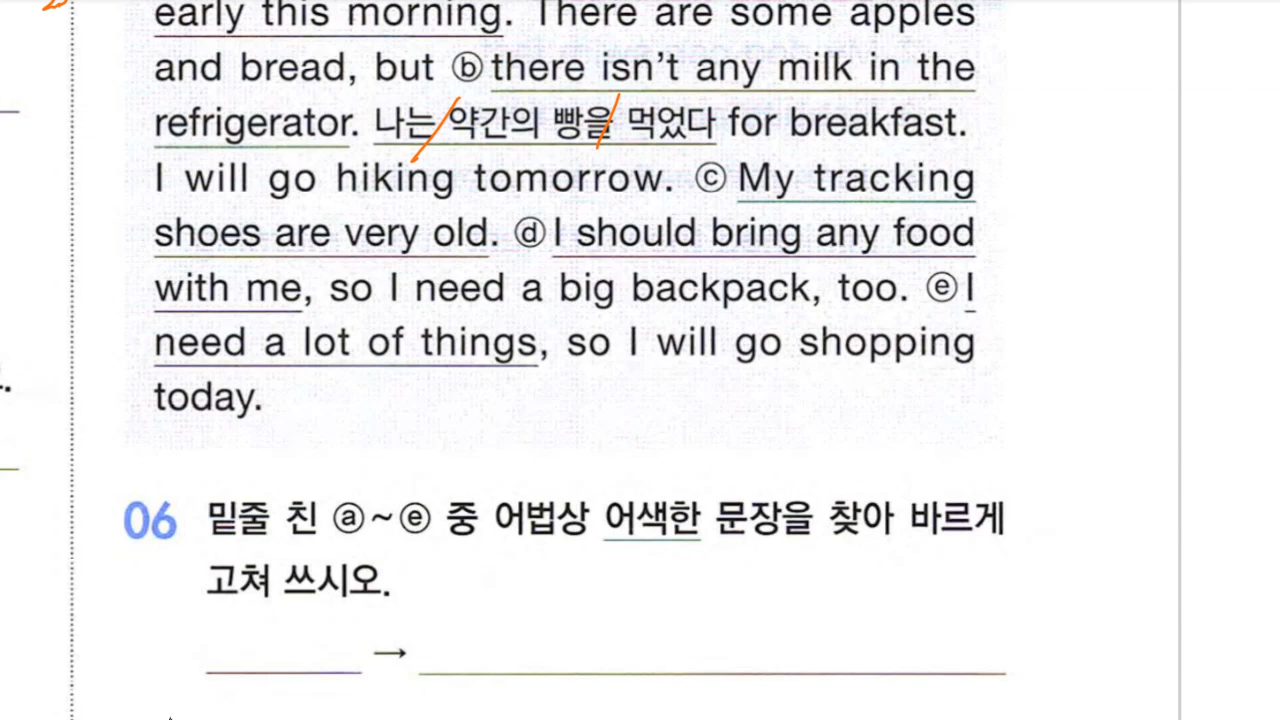 early this morning. There are some apples
and bread, but ⓑ there isn't any milk in the
refrigerator. 나는 약간의 빵을 먹었다 for breakfast.
I will go hiking tomorrow. ⓒ My tracking
shoes are very old. ⓓ I should bring any food
with me, so I need a big backpack, too. ⓔ I
need a lot of things, so I will go shopping
today.
06 밑줄 친 ⓐ~ⓔ 중 어법상 어색한 문장을 찾아 바르게
고쳐 쓰시오.
→